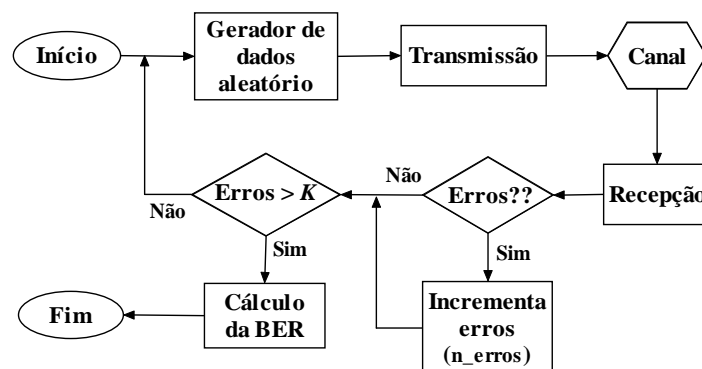 Início
Gerador de
dados
aleatório
Transmissão
Canal
Recepção
Erros??
Não
Sim
Incrementa
erros
(n_erros)
Erros > K
Não
Sim
Cálculo
da BER
Fim